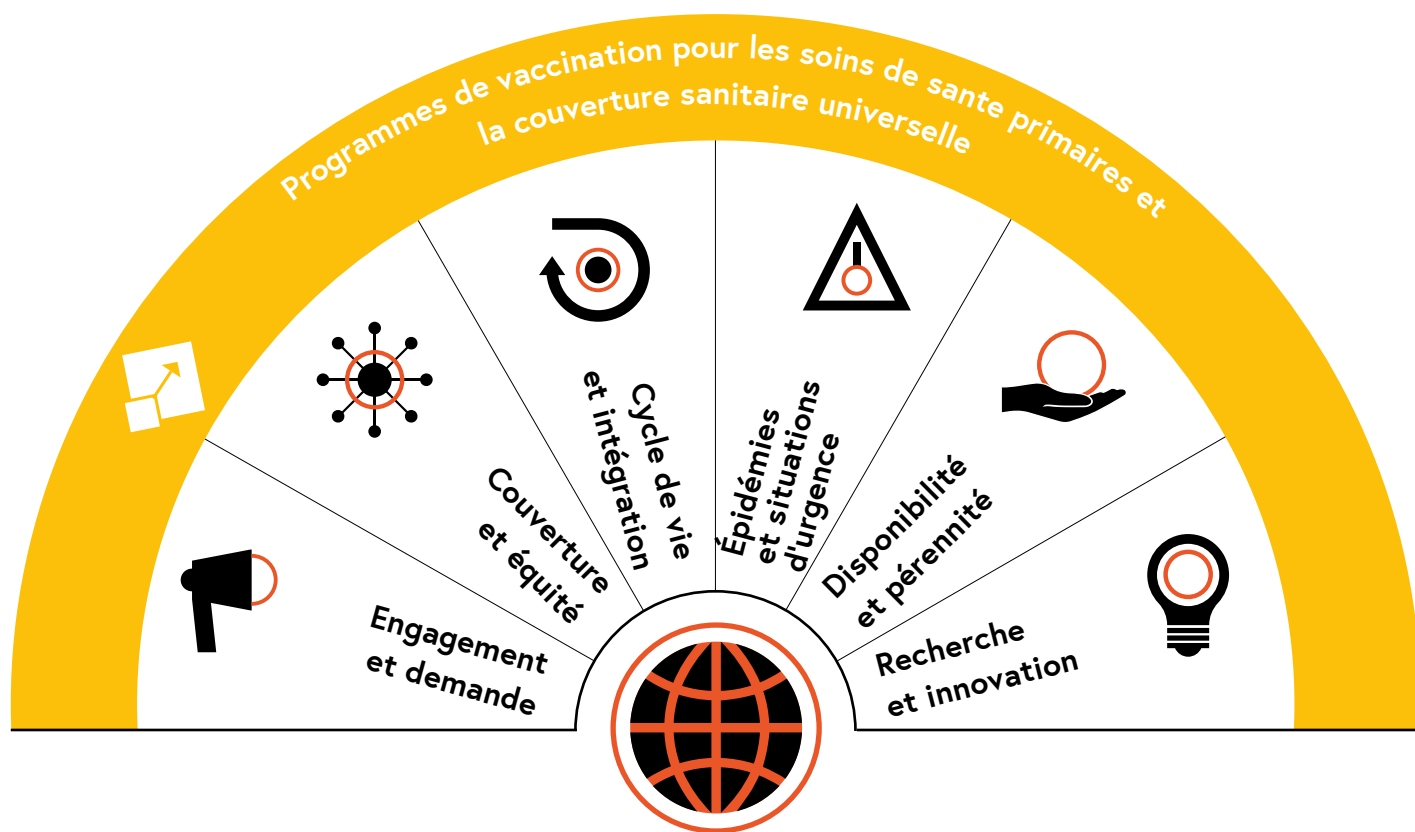 Programmes de vaccination pour les soins de sante primaires et
la couverture sanitaire universelle
Engagement
et demande
Couverture
et équité
Cycle de vie
et intégration
Épidémies
et situations
d'urgence
Disponibilité
et pérennité
Recherche
et innovation